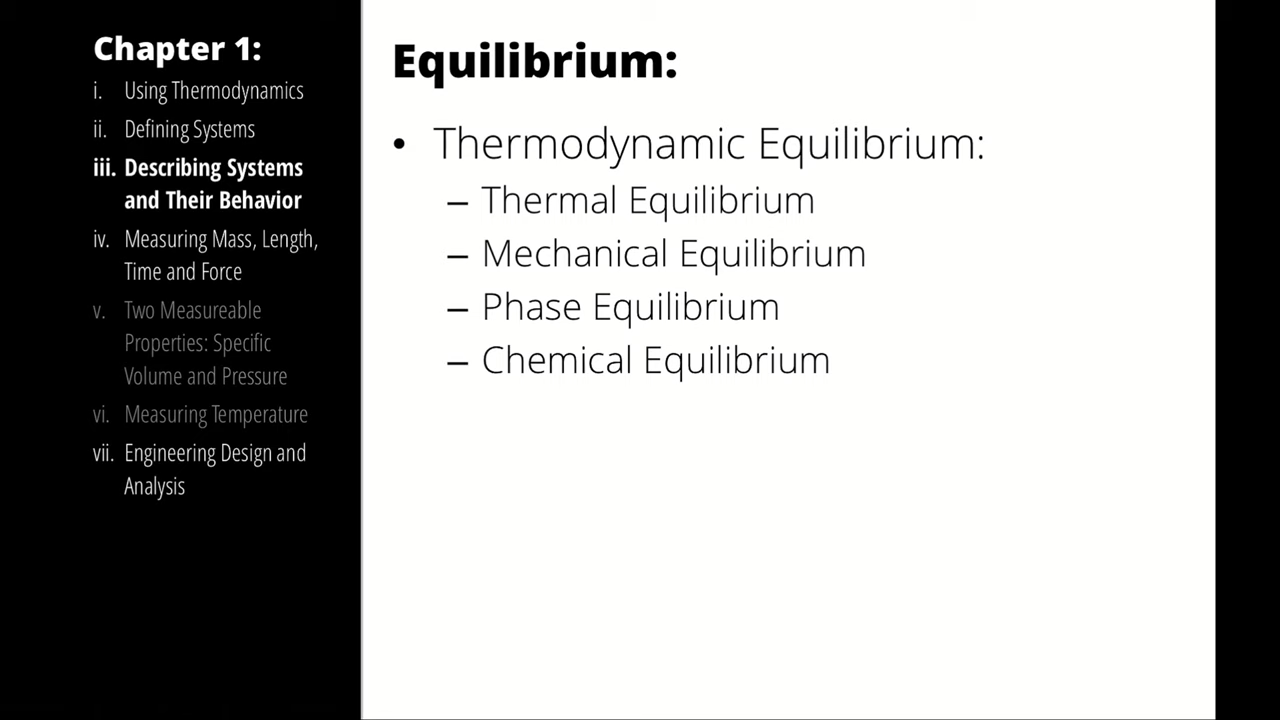 Chapter 1:
i. Using Thermodynamics
ii. Defining Systems
iii. Describing Systems
and Their Behavior
iv. Measuring Mass, Length,
Time and Force
v. Two Measureable
Properties: Specific
Volume and Pressure
vi. Measuring Temperature
vii. Engineering Design and
Analysis
Equilibrium:
• Thermodynamic Equilibrium:
– Thermal Equilibrium
– Mechanical Equilibrium
– Phase Equilibrium
– Chemical Equilibrium